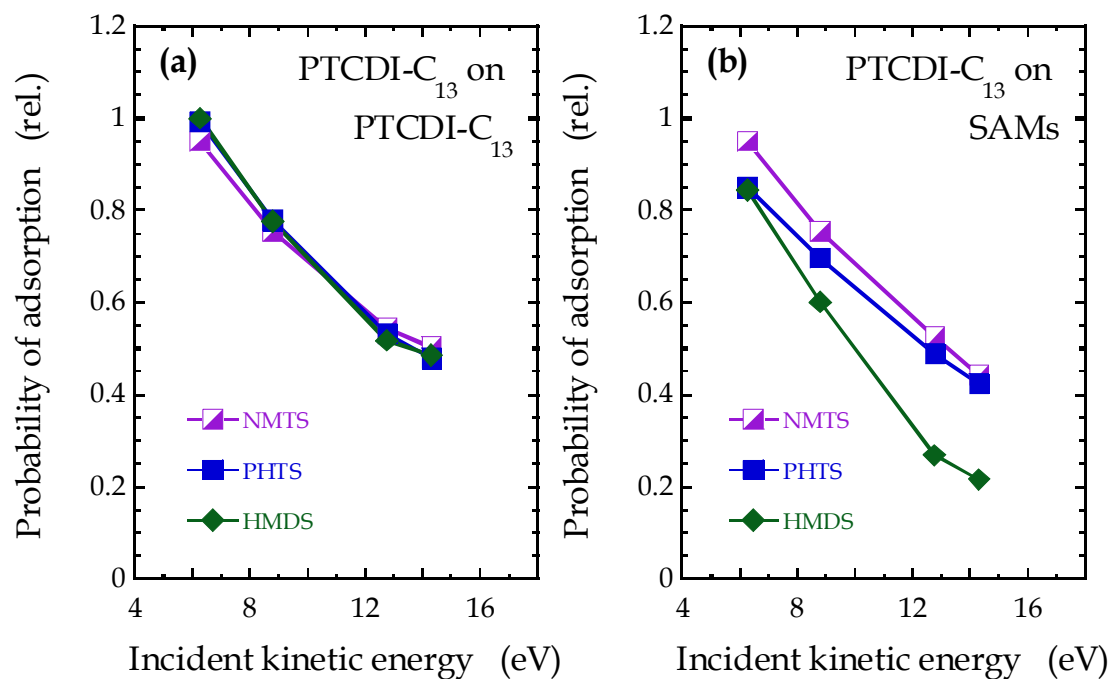 (a)
PTCDI-C13 on
PTCDI-C13
Probability of adsorption (rel.)
1.2
1
0.8
0.6
0.4
0.2
0
NMTS
PHTS
HMDS
4 8 12 16
Incident kinetic energy (eV)
(b)
PTCDI-C13 on
SAMs
Probability of adsorption (rel.)
1.2
1
0.8
0.6
0.4
0.2
0
NMTS
PHTS
HMDS
4 8 12 16
Incident kinetic energy (eV)